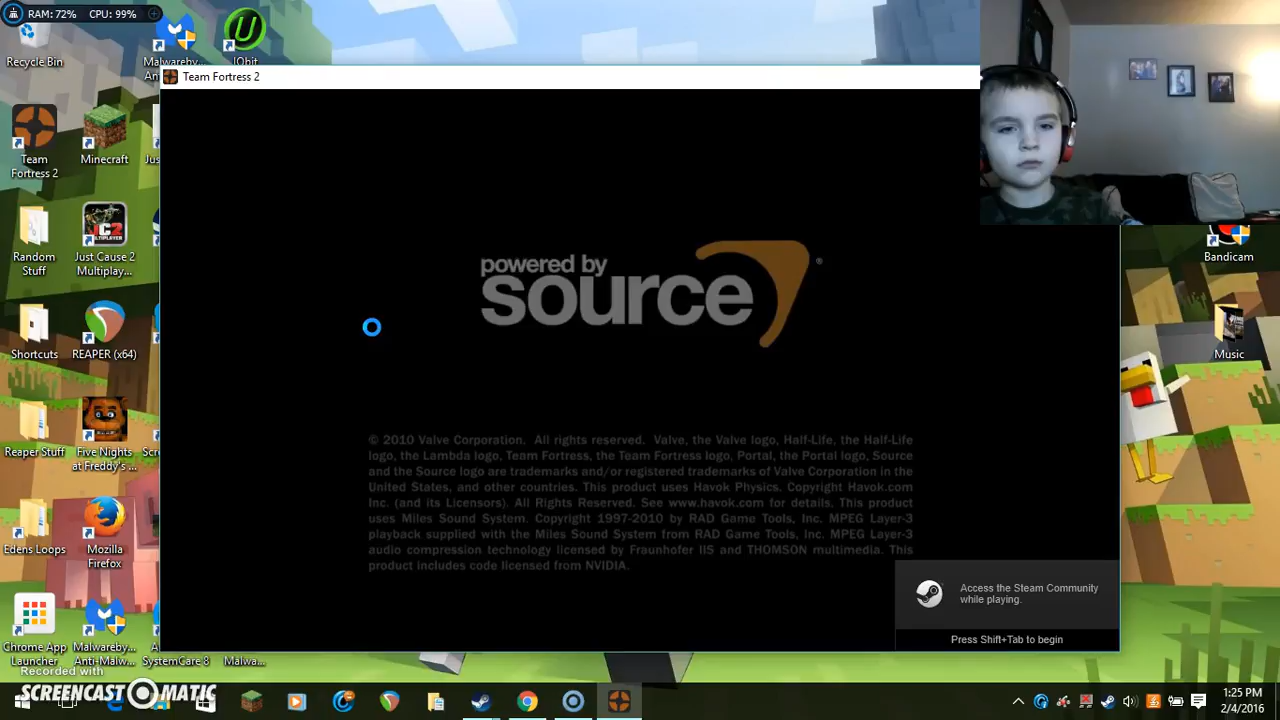 RAM: 72% CPU: 99%
Recycle Bin
Malwareby...
IObit
Team Fortress 2
Team
Fortress 2
Minecraft
Random
Stuff
Just Cause 2
Multiplay...
Bandicam
Shortcuts
REAPER (x64)
Music
Reaper Stuff
Five Nights
at Freddy's ...
Edens Loops
Mozilla
Firefox
Chrome App
Launcher
Malwareby...
Anti-Malw...
SystemCare 8
Malwa...
powered by
source
®
© 2010 Valve Corporation. All rights reserved. Valve, the Valve logo, Half-Life, the Half-Life
logo, the Lambda logo, Team Fortress, the Team Fortress logo, Portal, the Portal logo, Source
and the Source logo are trademarks and/or registered trademarks of Valve Corporation in the
United States, and other countries. This product uses Havok Physics. Copyright Havok.com
Inc. (and its Licensors). All Rights Reserved. See www.havok.com for details. This product
uses Miles Sound System. Copyright 1997-2010 by RAD Game Tools, Inc. MPEG Layer-3
playback supplied with the Miles Sound System from RAD Game Tools, Inc. MPEG Layer-3
audio compression technology licensed by Fraunhofer IIS and THOMSON multimedia. This
product includes code licensed from NVIDIA.
Access the Steam Community
while playing.
Press Shift+Tab to begin
Recorded with
SCREENCAST MATIC
1:25 PM
2/4/2016